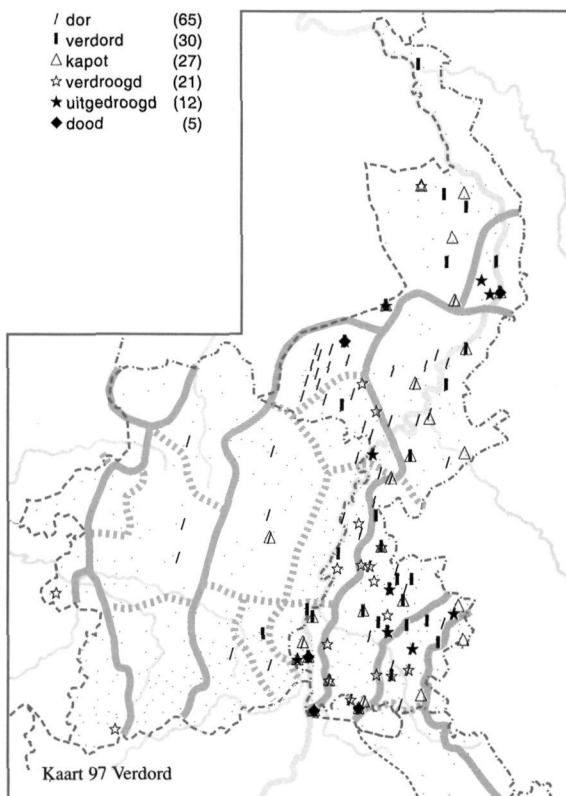 dor (65)
verdord (30)
kapot (27)
verdroogd (21)
uitgedroogd (12)
dood (5)
Kaart 97 Verdord